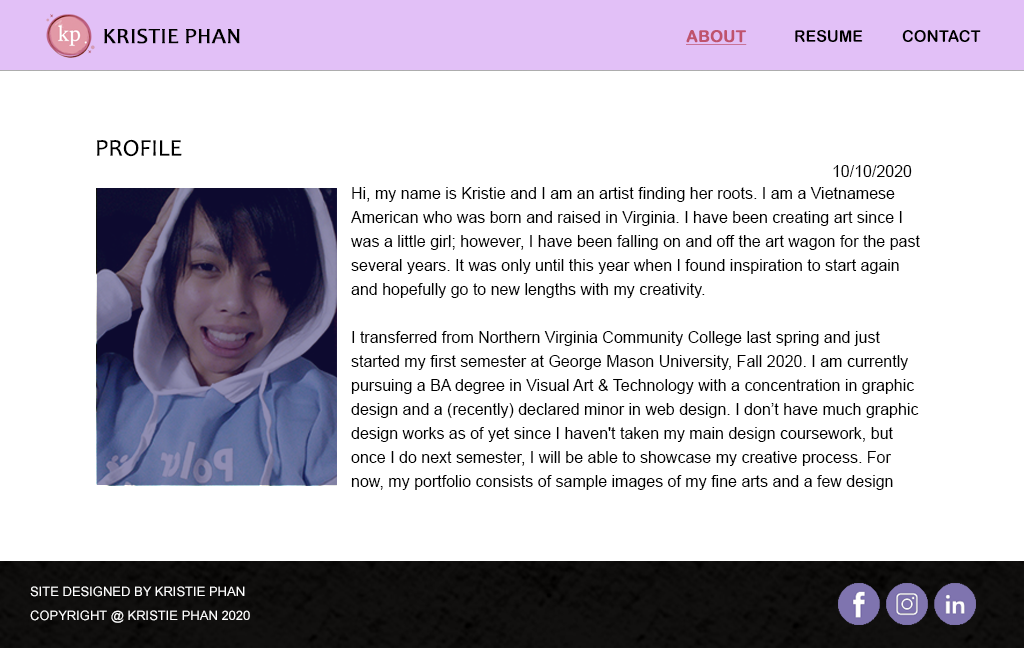 kp KRISTIE PHAN
ABOUT RESUME CONTACT
PROFILE
10/10/2020
Hi, my name is Kristie and I am an artist finding her roots. I am a Vietnamese
American who was born and raised in Virginia. I have been creating art since I
was a little girl; however, I have been falling on and off the art wagon for the past
several years. It was only until this year when I found inspiration to start again
and hopefully go to new lengths with my creativity.
I transferred from Northern Virginia Community College last spring and just
started my first semester at George Mason University, Fall 2020. I am currently
pursuing a BA degree in Visual Art & Technology with a concentration in graphic
design and a (recently) declared minor in web design. I don’t have much graphic
design works as of yet since I haven't taken my main design coursework, but
once I do next semester, I will be able to showcase my creative process. For
now, my portfolio consists of sample images of my fine arts and a few design
SITE DESIGNED BY KRISTIE PHAN
COPYRIGHT @ KRISTIE PHAN 2020
f
in